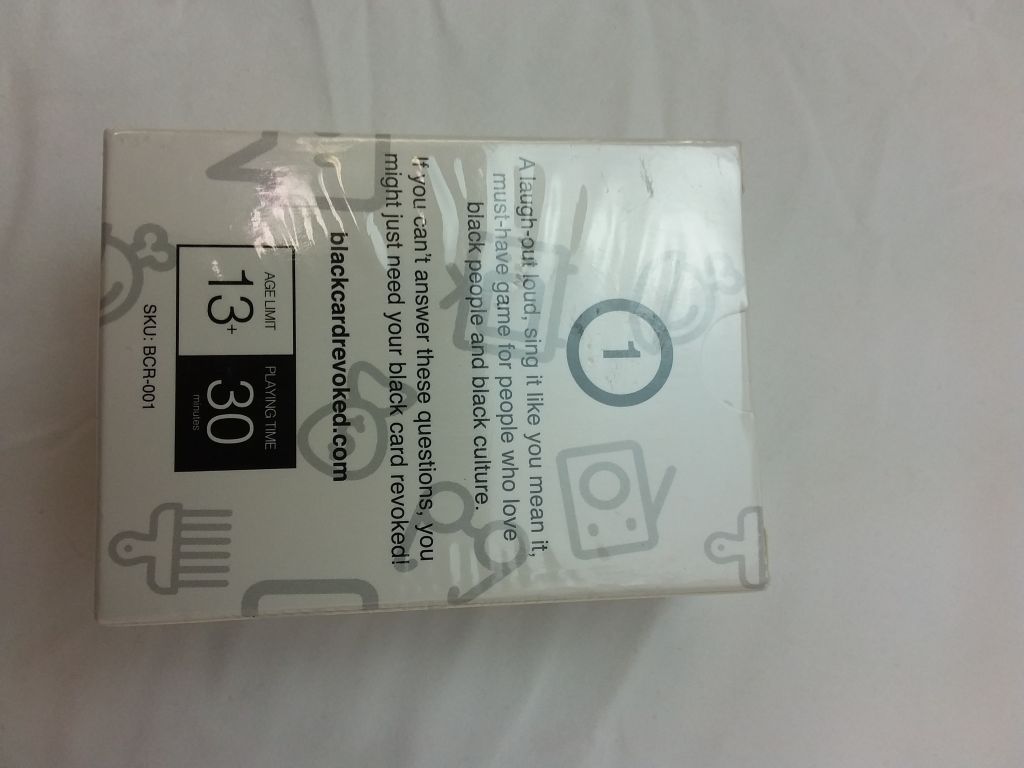 1
A laugh-out loud, sing it like you mean it,
must-have game for people who love
black people and black culture.
If you can't answer these questions, you
might just need your black card revoked!
blackcardrevoked.com
AGE LIMIT
13+
PLAYING TIME
30
minutes
SKU: BCR-001